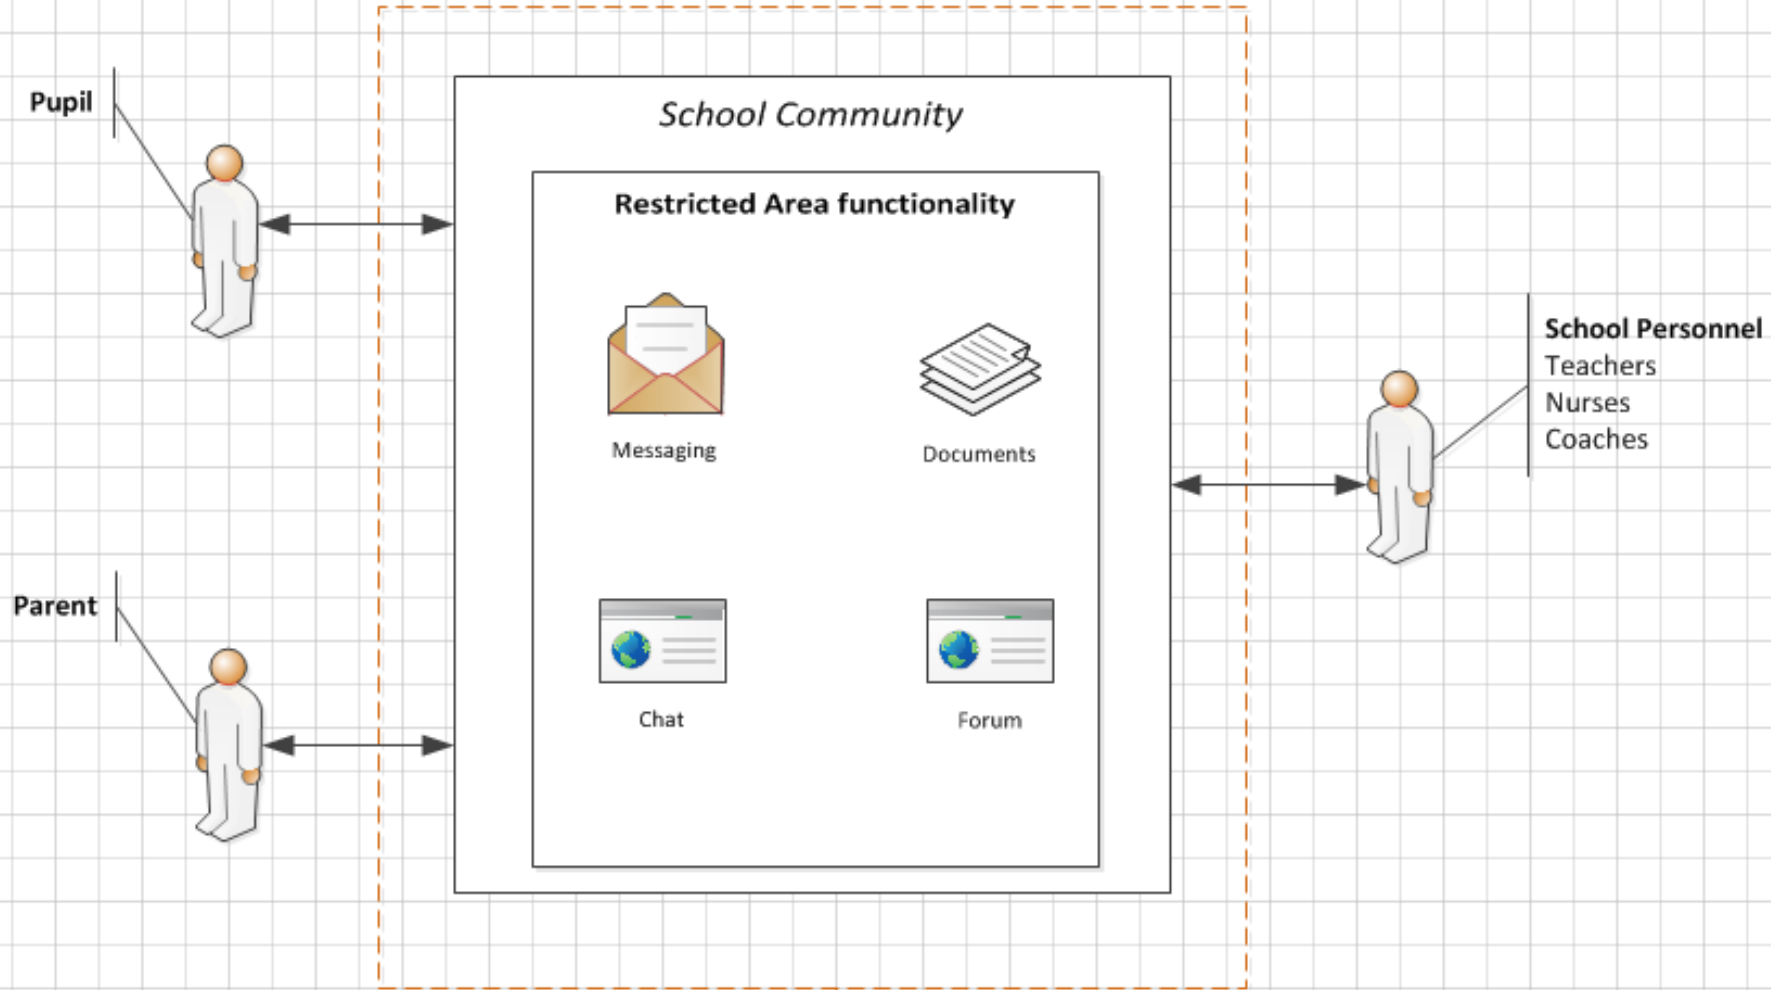 Pupil
School Community
Restricted Area functionality
Messaging
Documents
School Personnel
Teachers
Nurses
Coaches
Parent
Chat
Forum